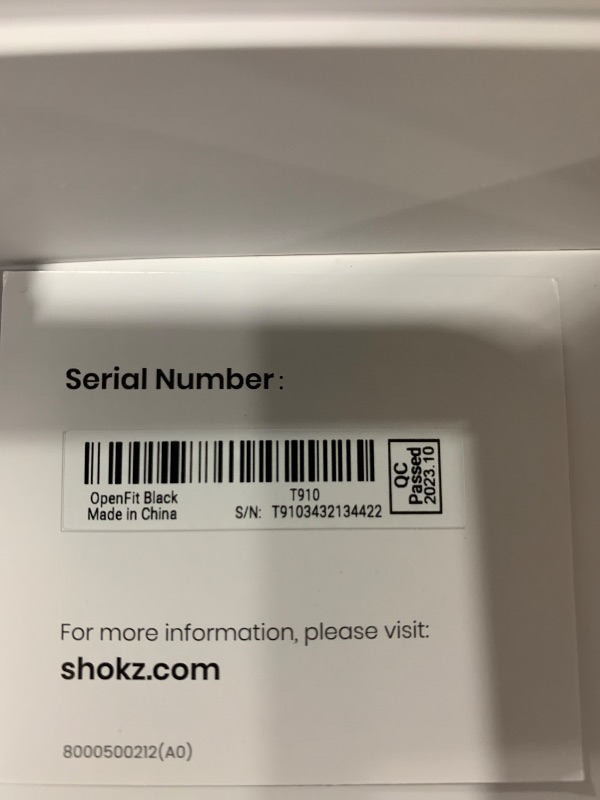 Serial Number:
OpenFit Black
Made in China
T910
S/N: T9103432134422
QC
Passed
2023.10
For more information, please visit:
shokz.com
8000500212(A0)